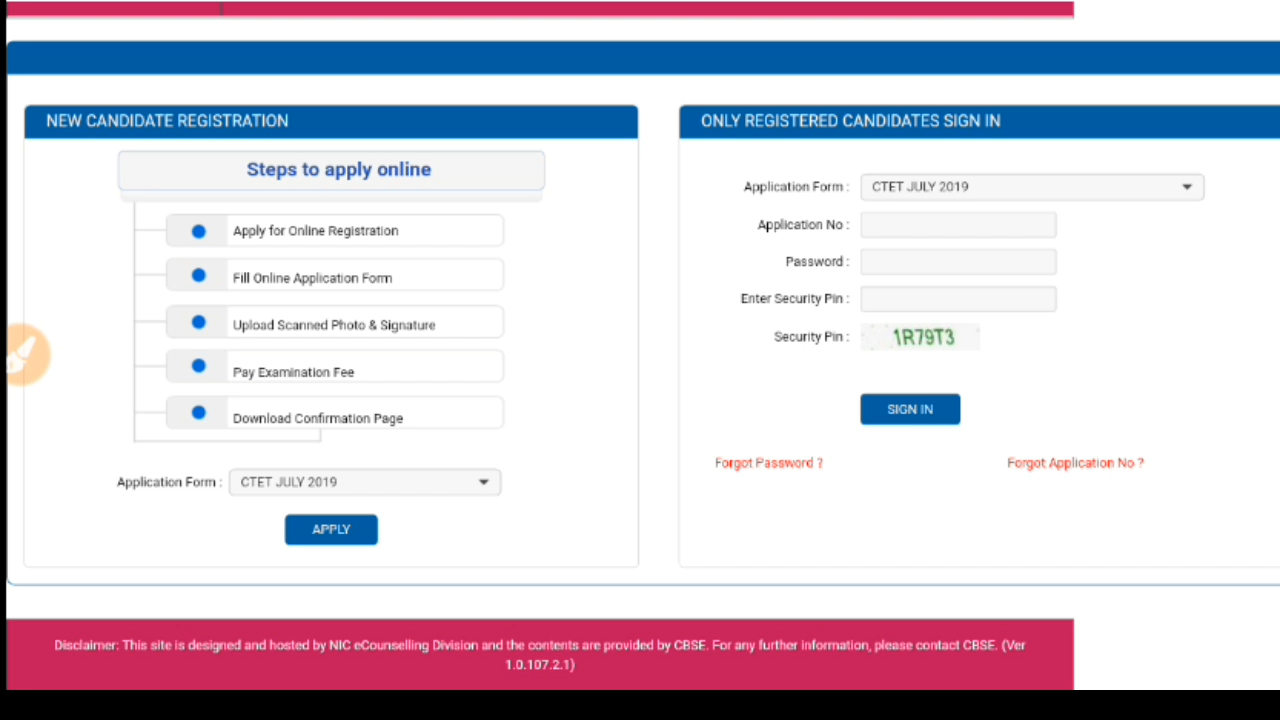 NEW CANDIDATE REGISTRATION
Steps to apply online
Apply for Online Registration
Fill Online Application Form
Upload Scanned Photo & Signature
Pay Examination Fee
Download Confirmation Page
Application Form : CTET JULY 2019
APPLY
ONLY REGISTERED CANDIDATES SIGN IN
Application Form : CTET JULY 2019
Application No :
Password :
Enter Security Pin :
Security Pin : 1R79T3
SIGN IN
Forgot Password ? Forgot Application No ?
Disclaimer: This site is designed and hosted by NIC eCounselling Division and the contents are provided by CBSE. For any further information, please contact CBSE. (Ver
1.0.107.2.1)